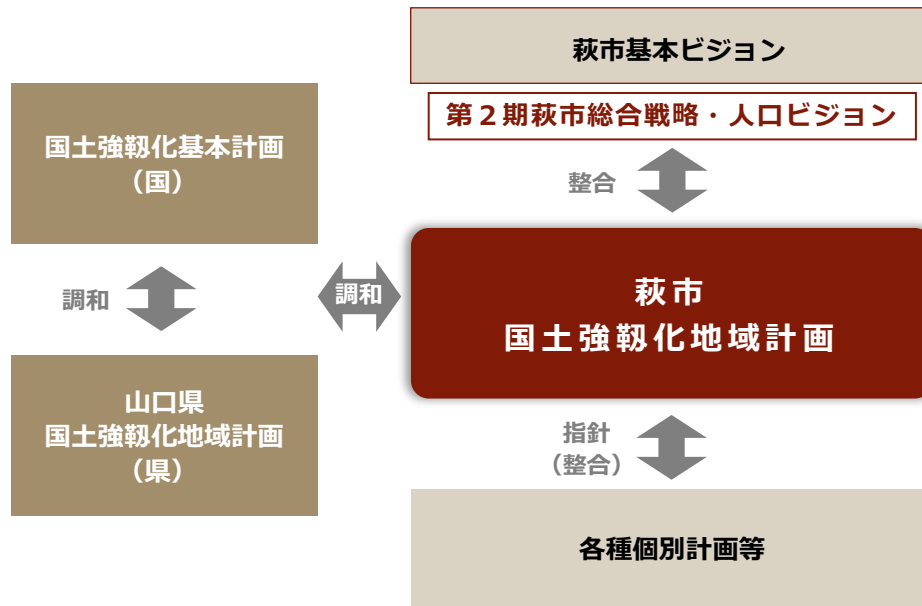 萩市基本ビジョン
第２期萩市総合戦略・人口ビジョン
国土強靱化基本計画
（国）
整合
調和
調和
萩市
国土強靱化地域計画
山口県
国土強靱化地域計画
（県）
指針
（整合）
各種個別計画等